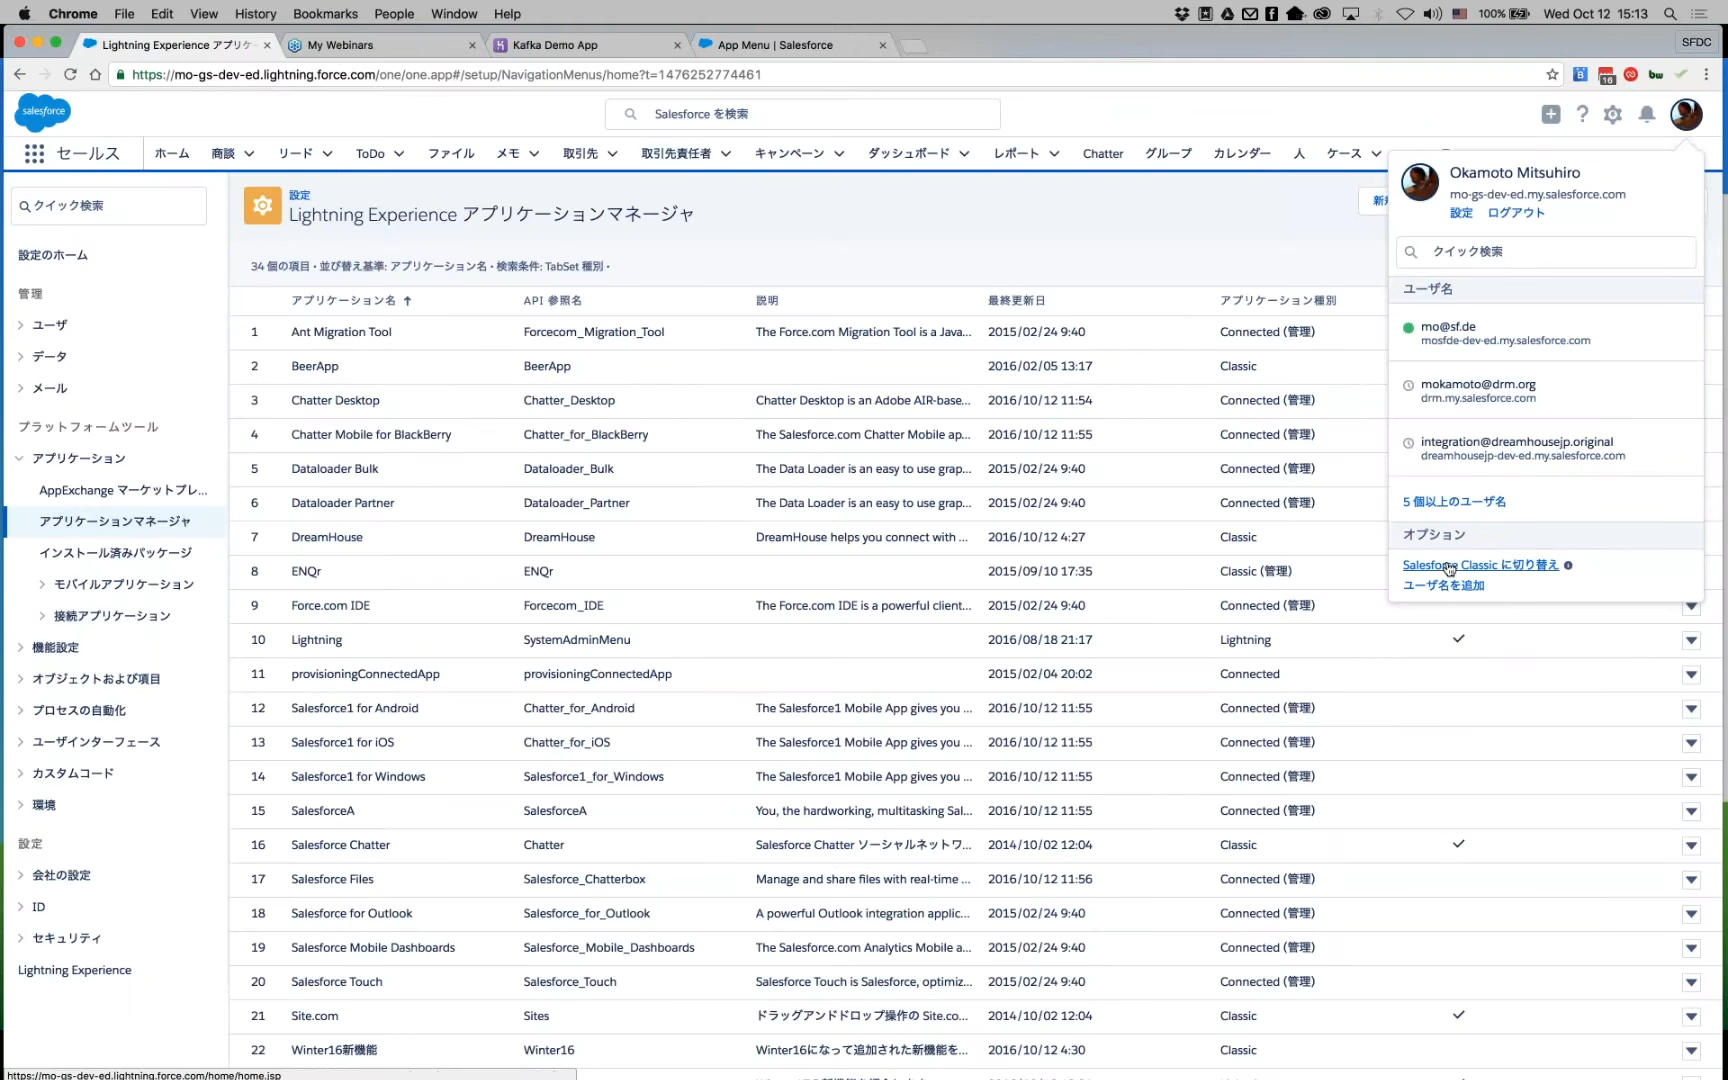 Chrome File Edit View History Bookmarks People Window Help 100% Wed Oct 12 15:13
Lightning Experience アプリケ
My Webinars
Kafka Demo App
App Menu | Salesforce
SFDC
https://mo-gs-dev-ed.lightning.force.com/one/one.app#/setup/NavigationMenus/home?t=1476252774461
16
bw
salesforce
Salesforce を検索
セールス ホーム 商談 リード ToDo ファイル メモ 取引先 取引先責任者 キャンペーン ダッシュボード レポート Chatter グループ カレンダー 人 ケース
クイック検索
設定のホーム
管理
ユーザ
データ
メール
プラットフォームツール
アプリケーション
AppExchange マーケットプレ...
アプリケーションマネージャ
インストール済みパッケージ
モバイルアプリケーション
接続アプリケーション
機能設定
オブジェクトおよび項目
プロセスの自動化
ユーザインターフェース
カスタムコード
環境
設定
会社の設定
ID
セキュリティ
Lightning Experience
設定
Lightning Experience アプリケーションマネージャ
34 個の項目 • 並び替え基準: アプリケーション名 • 検索条件: TabSet 種別 •
アプリケーション名 ↑ API 参照名 説明 最終更新日 アプリケーション種別
1 Ant Migration Tool Forcecom_Migration_Tool The Force.com Migration Tool is a Java... 2015/02/24 9:40 Connected (管理)
2 BeerApp BeerApp 2016/02/05 13:17 Classic
3 Chatter Desktop Chatter_Desktop Chatter Desktop is an Adobe AIR-base... 2016/10/12 11:54 Connected (管理)
4 Chatter Mobile for BlackBerry Chatter_for_BlackBerry The Salesforce.com Chatter Mobile ap... 2016/10/12 11:55 Connected (管理)
5 Dataloader Bulk Dataloader_Bulk The Data Loader is an easy to use grap... 2015/02/24 9:40 Connected (管理)
6 Dataloader Partner Dataloader_Partner The Data Loader is an easy to use grap... 2015/02/24 9:40 Connected (管理)
7 DreamHouse DreamHouse DreamHouse helps you connect with ... 2016/10/12 4:27 Classic
8 ENQr ENQr 2015/09/10 17:35 Classic (管理)
9 Force.com IDE Forcecom_IDE The Force.com IDE is a powerful client... 2015/02/24 9:40 Connected (管理)
10 Lightning SystemAdminMenu 2016/08/18 21:17 Lightning
11 provisioningConnectedApp provisioningConnectedApp 2015/02/04 20:02 Connected
12 Salesforce1 for Android Chatter_for_Android The Salesforce1 Mobile App gives you ... 2016/10/12 11:55 Connected (管理)
13 Salesforce1 for iOS Chatter_for_iOS The Salesforce1 Mobile App gives you ... 2016/10/12 11:55 Connected (管理)
14 Salesforce1 for Windows Salesforce1_for_Windows The Salesforce1 Mobile App gives you ... 2016/10/12 11:55 Connected (管理)
15 SalesforceA SalesforceA You, the hardworking, multitasking Sal... 2016/10/12 11:55 Connected (管理)
16 Salesforce Chatter Chatter Salesforce Chatter ソーシャルネットワ... 2014/10/02 12:04 Classic
17 Salesforce Files Salesforce_Chatterbox Manage and share files with real-time ... 2016/10/12 11:56 Connected (管理)
18 Salesforce for Outlook Salesforce_for_Outlook A powerful Outlook integration applic... 2015/02/24 9:40 Connected (管理)
19 Salesforce Mobile Dashboards Salesforce_Mobile_Dashboards The Salesforce.com Analytics Mobile a... 2015/02/24 9:40 Connected (管理)
20 Salesforce Touch Salesforce_Touch Salesforce Touch is Salesforce, optimiz... 2015/02/24 9:40 Connected (管理)
21 Site.com Sites ドラッグアンドドロップ操作の Site.co... 2014/10/02 12:04 Classic
22 Winter16新機能 Winter16 Winter16になって追加された新機能を... 2016/10/12 4:30 Classic
Okamoto Mitsuhiro
mo-gs-dev-ed.my.salesforce.com
設定 ログアウト
クイック検索
ユーザ名
mo@sf.de
mosfde-dev-ed.my.salesforce.com
mokamoto@drm.org
drm.my.salesforce.com
integration@dreamhousejp.original
dreamhousejp-dev-ed.my.salesforce.com
5 個以上のユーザ名
オプション
Salesforce Classic に切り替え
ユーザ名を追加
https://mo-gs-dev-ed.lightning.force.com/home/home.jsp